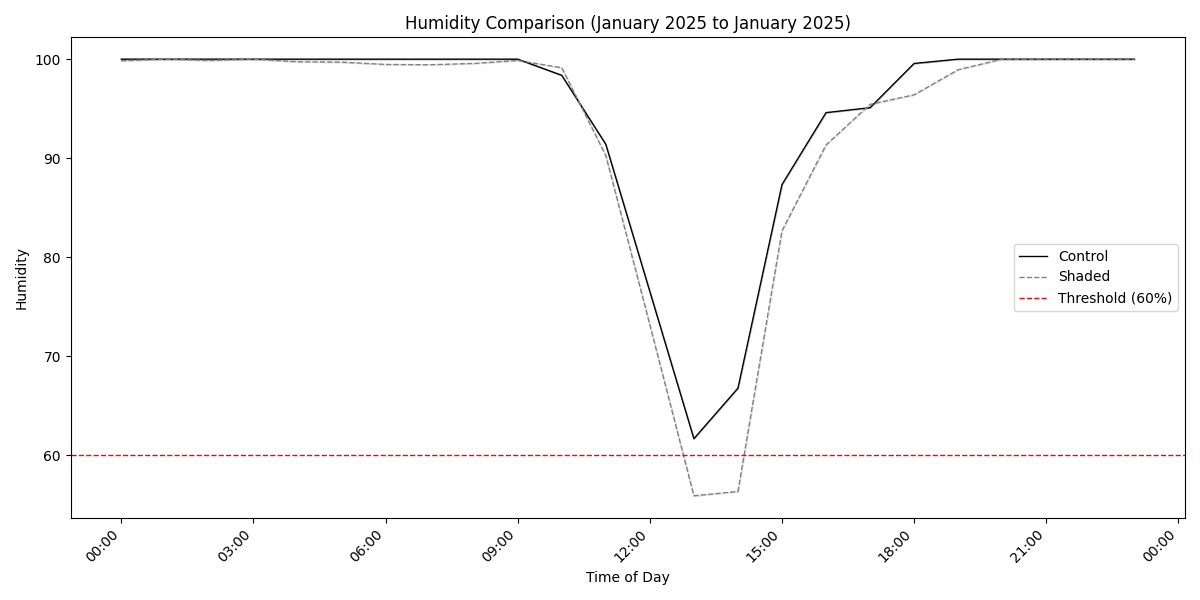 Humidity Comparison (January 2025 to January 2025)
100
90
80
70
60
Humidity
Control
Shaded
Threshold (60%)
00:00
03:00
06:00
09:00
12:00
15:00
18:00
21:00
00:00
Time of Day